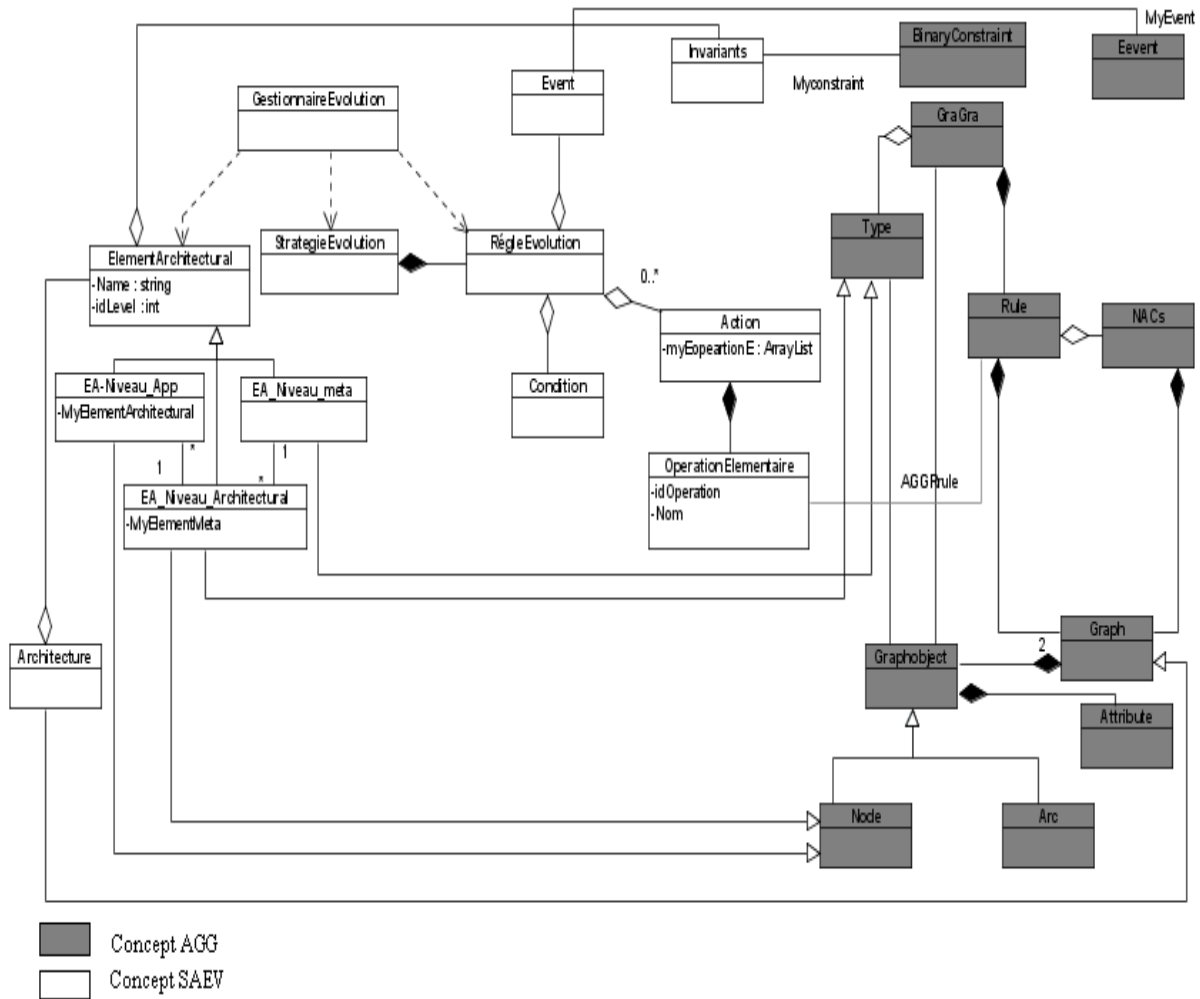 MyEvent
Invariants
BinaryConstraint
Eevent
Myconstraint
Event
GestionnaireEvolution
GraGra
Type
ElementArchitectural
-Name : string
-idLevel : int
StrategieEvolution
RégleEvolution
0..*
Action
-myEopeartionE : ArrayList
Rule
NACs
EA-Niveau_App
-MyElementArchitectural
EA_Niveau_meta
Condition
*
1
1
*
EA_Niveau_Architectural
-MyElementMeta
OperationElementaire
-idOperation
-Nom
AGGRrule
Architecture
Graphobject
2
Graph
Attribute
Node
Arc
Concept AGG
Concept SAEV